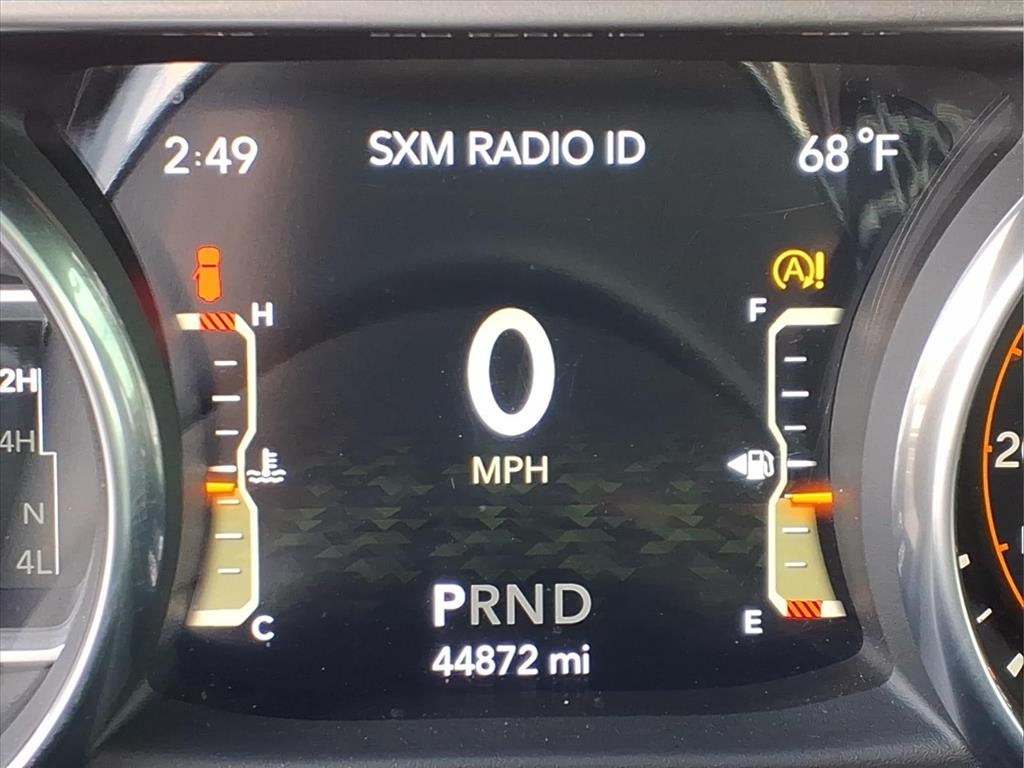 2:49 SXM RADIO ID 68°F
A!
H F
0
MPH
2H
4H
N
4L
C E
PRND
44872 mi